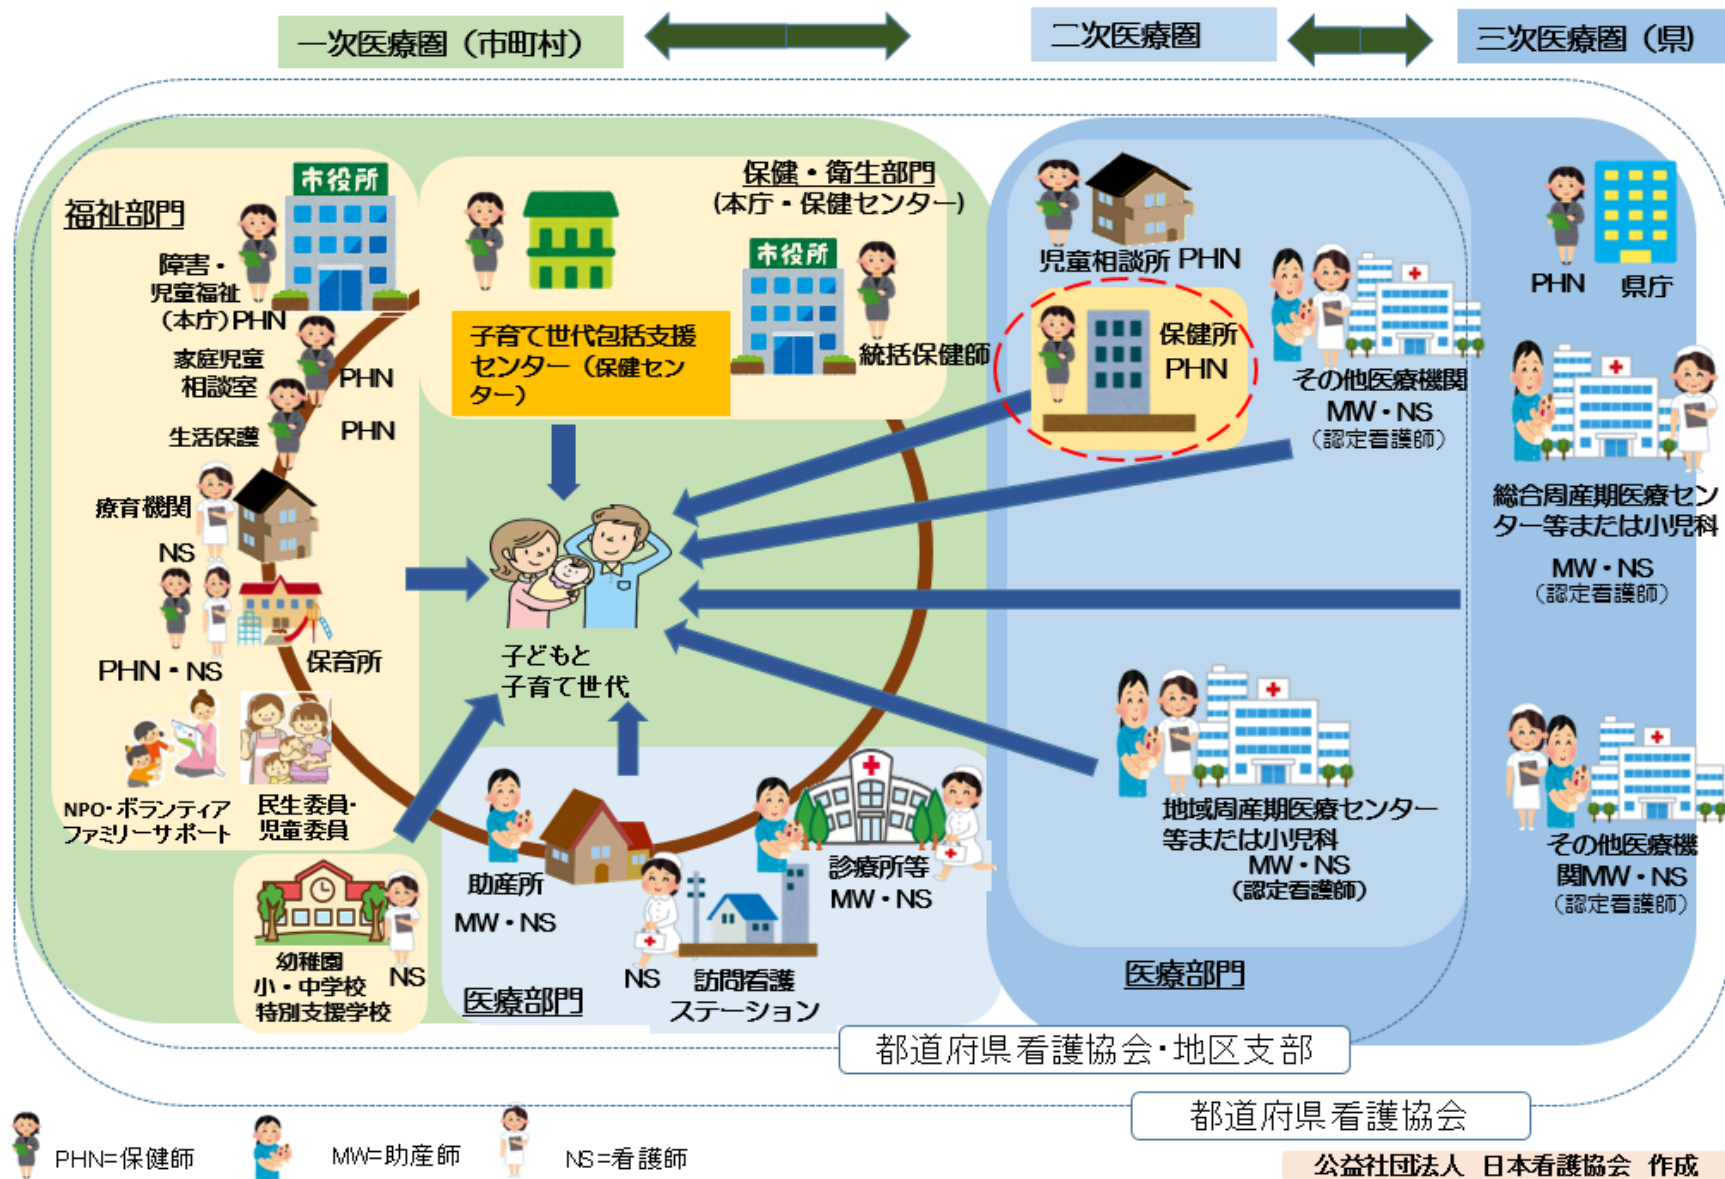 一次医療圏（市町村）
二次医療圏
三次医療圏（県）
福祉部門
市役所
障害・
児童福祉
（本庁）PHN
家庭児童
相談室
PHN
生活保護
PHN
療育機関
NS
PHN・NS
保育所
NPO・ボランティア
ファミリーサポート
民生委員・
児童委員
幼稚園
小・中学校
特別支援学校
NS
保健・衛生部門
(本庁・保健センター)
市役所
統括保健師
子育て世代包括支援
センター（保健セン
ター）
子どもと
子育て世代
助産所
MW・NS
診療所等
MW・NS
NS
訪問看護
ステーション
医療部門
児童相談所 PHN
保健所
PHN
その他医療機関
MW・NS
（認定看護師）
地域周産期医療センター
等または小児科
MW・NS
（認定看護師）
医療部門
PHN
県庁
総合周産期医療セン
ター等または小児科
MW・NS
（認定看護師）
その他医療機
関MW・NS
（認定看護師）
都道府県看護協会・地区支部
都道府県看護協会
PHN=保健師
MW=助産師
NS=看護師
公益社団法人 日本看護協会 作成